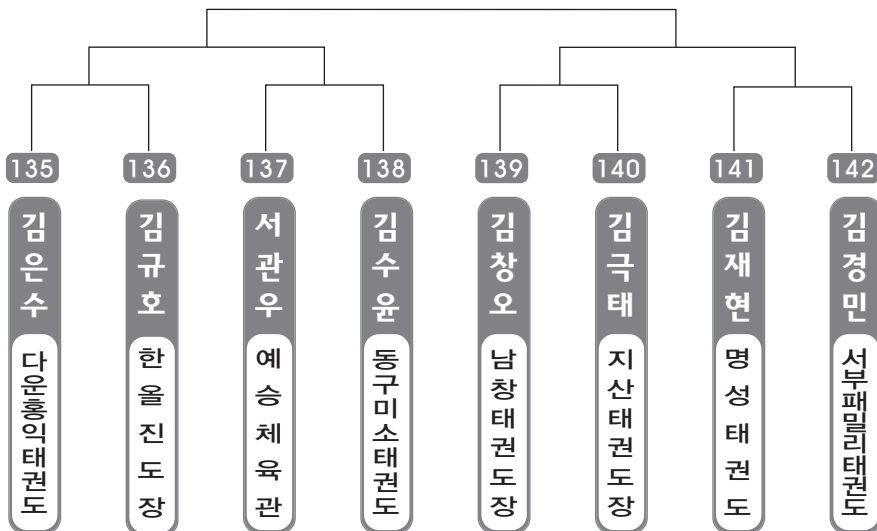 135
136
137
138
139
140
141
142
김은수
김규호
서관우
김수윤
김창오
김극태
김재현
김경민
다운홍익태권도
한올진도장
예승체육관
동구미소태권도
남창태권도장
지산태권도장
명성태권도
서부패밀리태권도